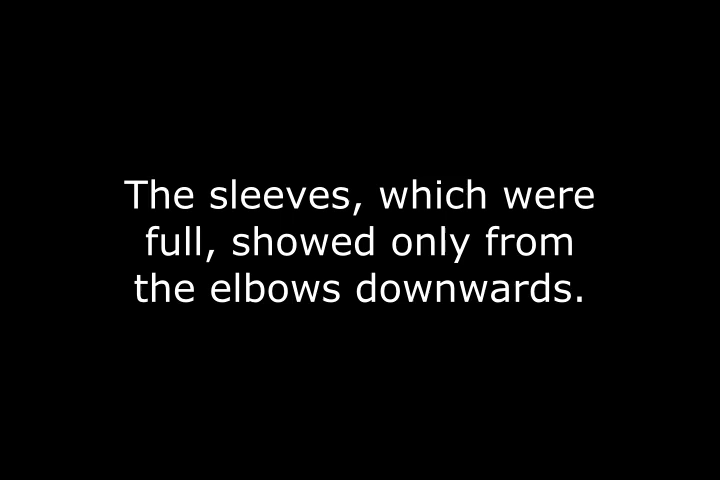 The sleeves, which were
full, showed only from
the elbows downwards.